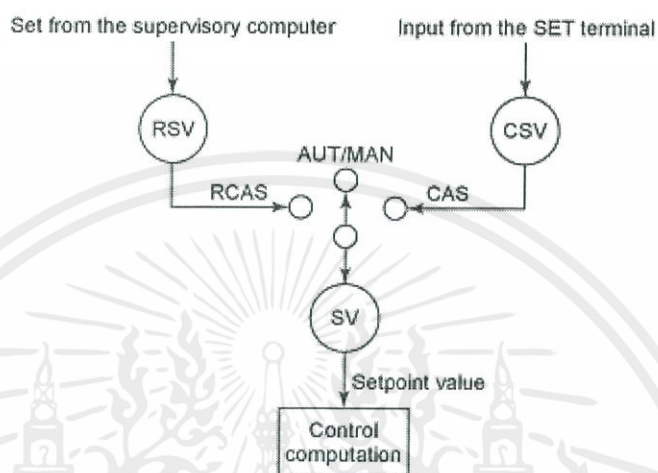 Set from the supervisory computer
Input from the SET terminal
RSV
CSV
AUT/MAN
RCAS
CAS
SV
Setpoint value
Control
computation